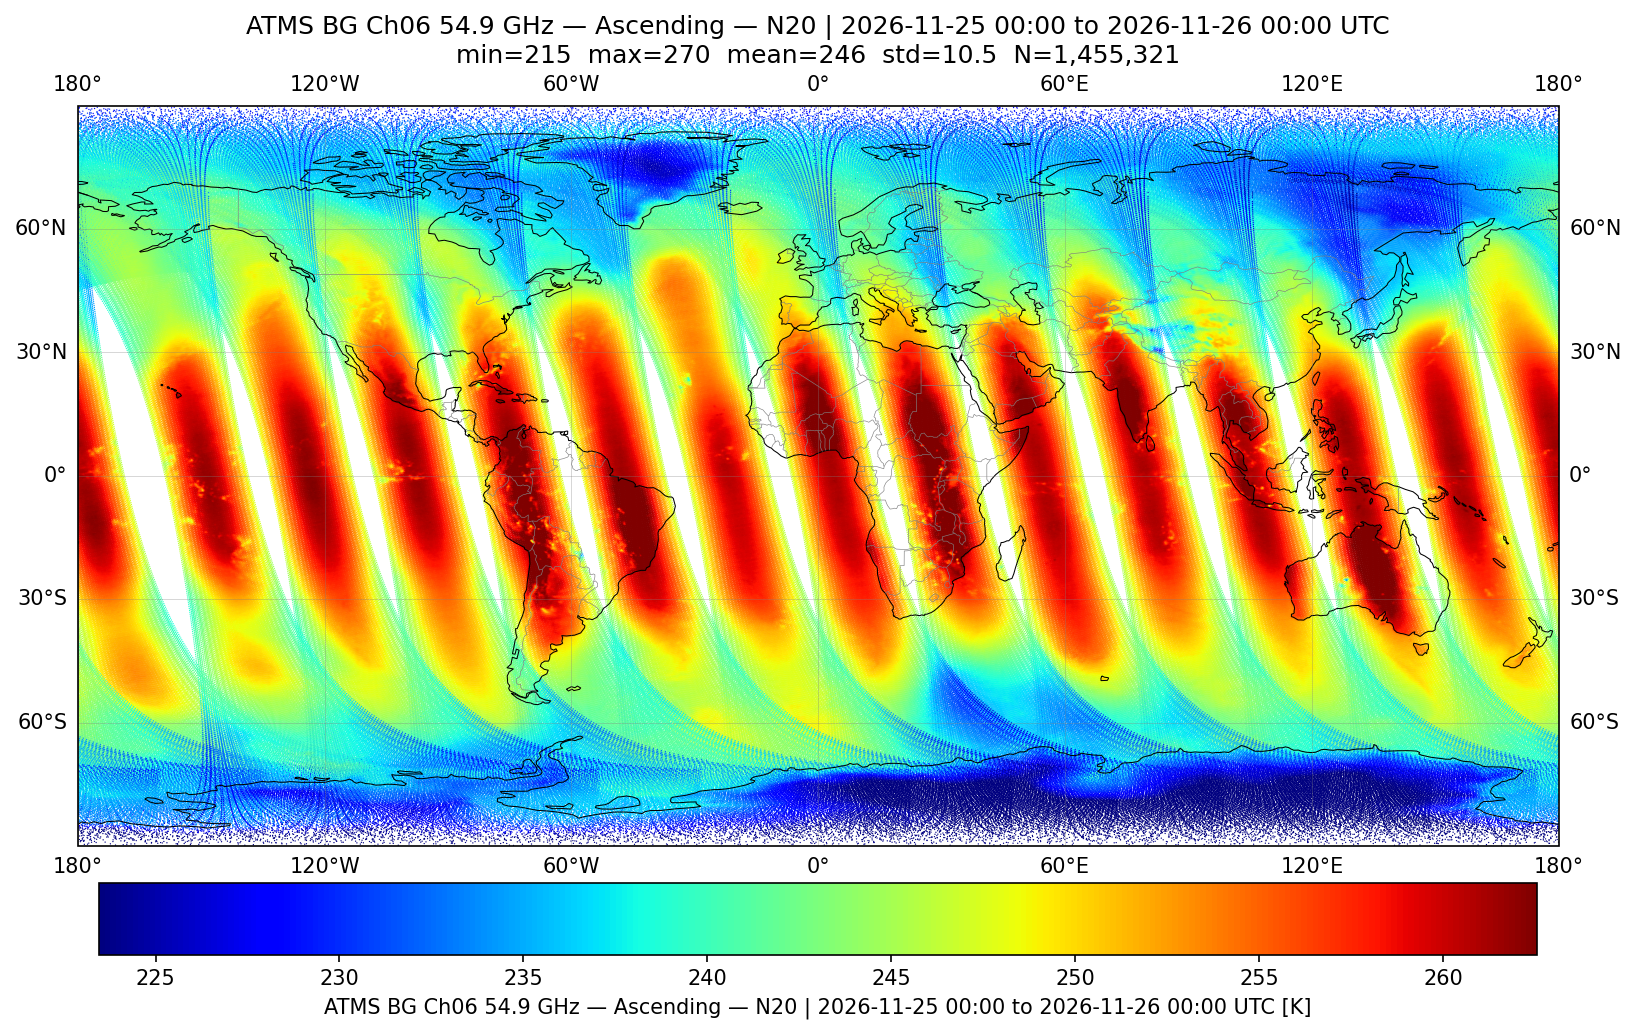 ATMS BG Ch06 54.9 GHz — Ascending — N20 | 2026-11-25 00:00 to 2026-11-26 00:00 UTC
min=215  max=270  mean=246  std=10.5  N=1,455,321
180° 120°W 60°W 0° 60°E 120°E 180°
60°N 60°N
30°N 30°N
0° 0°
30°S 30°S
60°S 60°S
180° 120°W 60°W 0° 60°E 120°E 180°
225 230 235 240 245 250 255 260
ATMS BG Ch06 54.9 GHz — Ascending — N20 | 2026-11-25 00:00 to 2026-11-26 00:00 UTC [K]